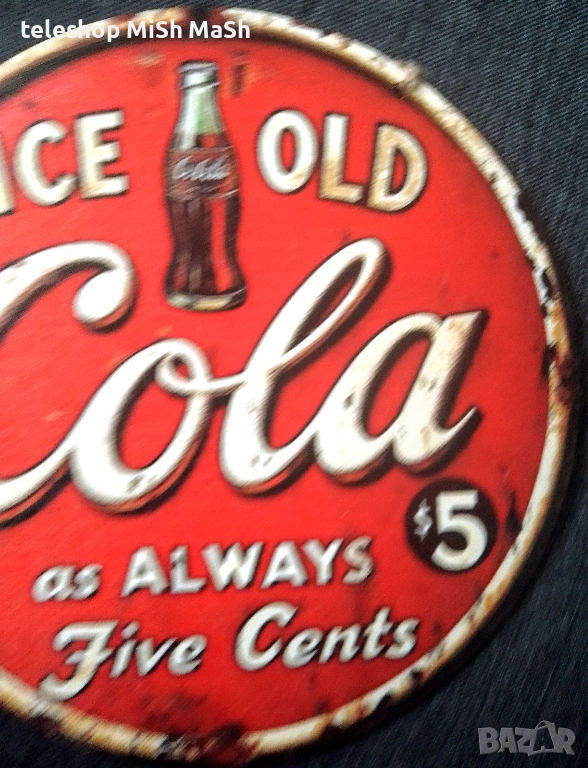 teleshop MiSh MaSh
ICE OLD
Coca-Cola
Cola
$5
as ALWAYS
Five Cents
BAZAR